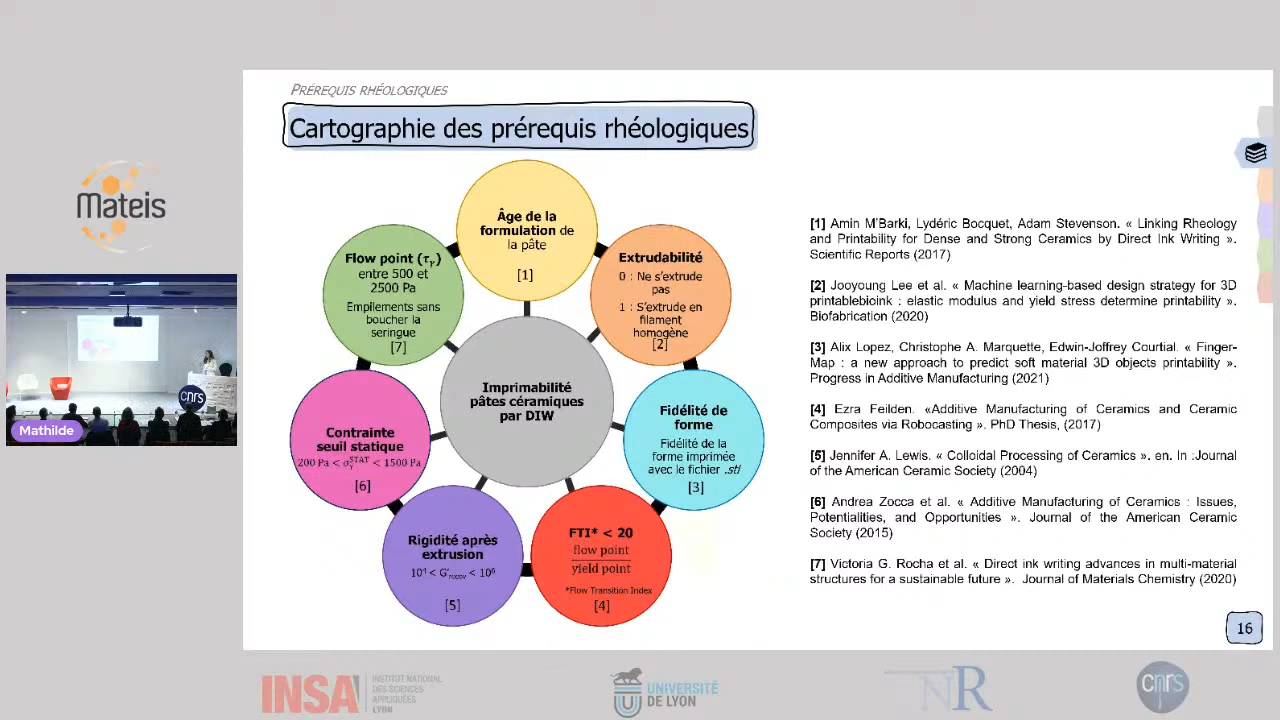 PRÉREQUIS RHÉOLOGIQUES
Cartographie des prérequis rhéologiques
Mateis
cnrs
Mathilde
Âge de la
formulation de
la pâte
[1]
Extrudabilité
0 : Ne s'extrude
pas
1 : S'extrude en
filament
homogène
[2]
Fidélité de
forme
Fidélité de la
forme imprimée
avec le fichier .stl
[3]
FTI* < 20
flow point
yield point
*Flow Transition Index
[4]
Rigidité après
extrusion
[5]
Contrainte
seuil statique
200 Pa < σ_Y^STAT < 1500 Pa
[6]
Flow point (τ_F)
entre 500 et
2500 Pa
Empilements sans
boucher la
seringue
[7]
Imprimabilité
pâtes céramiques
par DIW
[1] Amin M'Barki, Lydéric Bocquet, Adam Stevenson. « Linking Rheology
and Printability for Dense and Strong Ceramics by Direct Ink Writing ».
Scientific Reports (2017)
[2] Jooyoung Lee et al. « Machine learning-based design strategy for 3D
printablebioink : elastic modulus and yield stress determine printability ».
Biofabrication (2020)
[3] Alix Lopez, Christophe A. Marquette, Edwin-Joffrey Courtial. « Finger-
Map : a new approach to predict soft material 3D objects printability ».
Progress in Additive Manufacturing (2021)
[4] Ezra Feilden. «Additive Manufacturing of Ceramics and Ceramic
Composites via Robocasting ». PhD Thesis, (2017)
[5] Jennifer A. Lewis. « Colloidal Processing of Ceramics ». en. In :Journal
of the American Ceramic Society (2004)
[6] Andrea Zocca et al. « Additive Manufacturing of Ceramics : Issues,
Potentialities, and Opportunities ». Journal of the American Ceramic
Society (2015)
[7] Victoria G. Rocha et al. « Direct ink writing advances in multi-material
structures for a sustainable future ». Journal of Materials Chemistry (2020)
16
INSA
INSTITUT NATIONAL
DES SCIENCES
APPLIQUÉES
LYON
UNIVERSITÉ
DE LYON
NR
cnrs